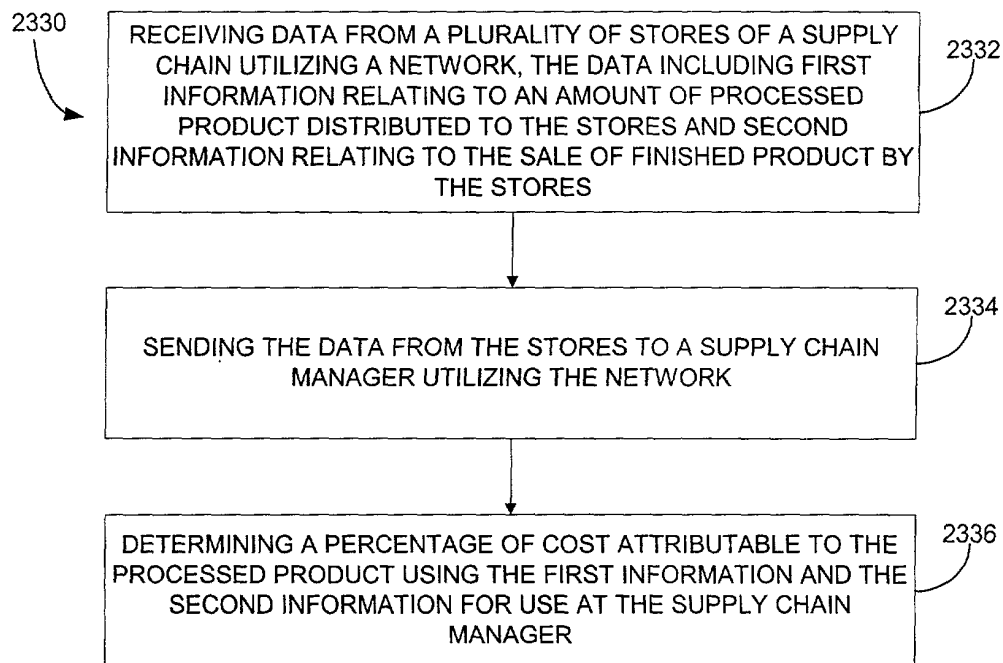 2330
RECEIVING DATA FROM A PLURALITY OF STORES OF A SUPPLY
CHAIN UTILIZING A NETWORK, THE DATA INCLUDING FIRST
INFORMATION RELATING TO AN AMOUNT OF PROCESSED
PRODUCT DISTRIBUTED TO THE STORES AND SECOND
INFORMATION RELATING TO THE SALE OF FINISHED PRODUCT BY
THE STORES
2332
SENDING THE DATA FROM THE STORES TO A SUPPLY CHAIN
MANAGER UTILIZING THE NETWORK
2334
DETERMINING A PERCENTAGE OF COST ATTRIBUTABLE TO THE
PROCESSED PRODUCT USING THE FIRST INFORMATION AND THE
SECOND INFORMATION FOR USE AT THE SUPPLY CHAIN
MANAGER
2336